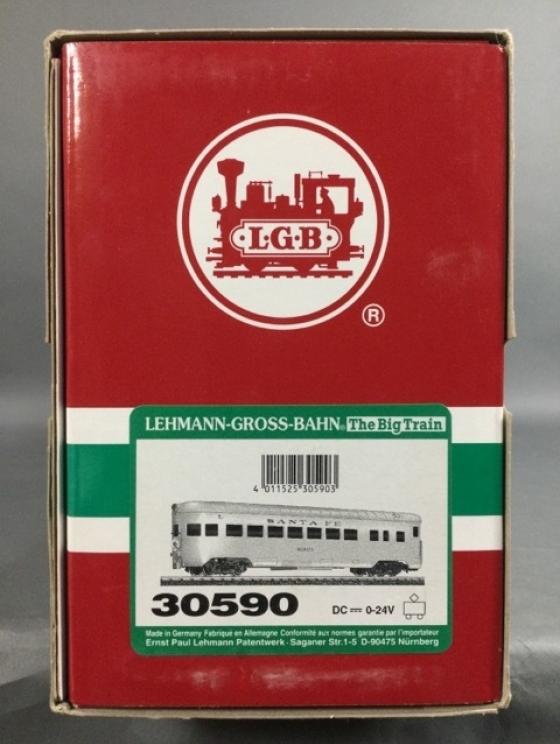 L·G·B
®
LEHMANN-GROSS-BAHN® The Big Train
4 011525 305903
SANTA FE
30590 DC 0-24V
Made in Germany Fabriqué en Allemagne Conformité aux normes garantie par l'importateur
Ernst Paul Lehmann Patentwerk · Saganer Str.1-5 D-90475 Nürnberg